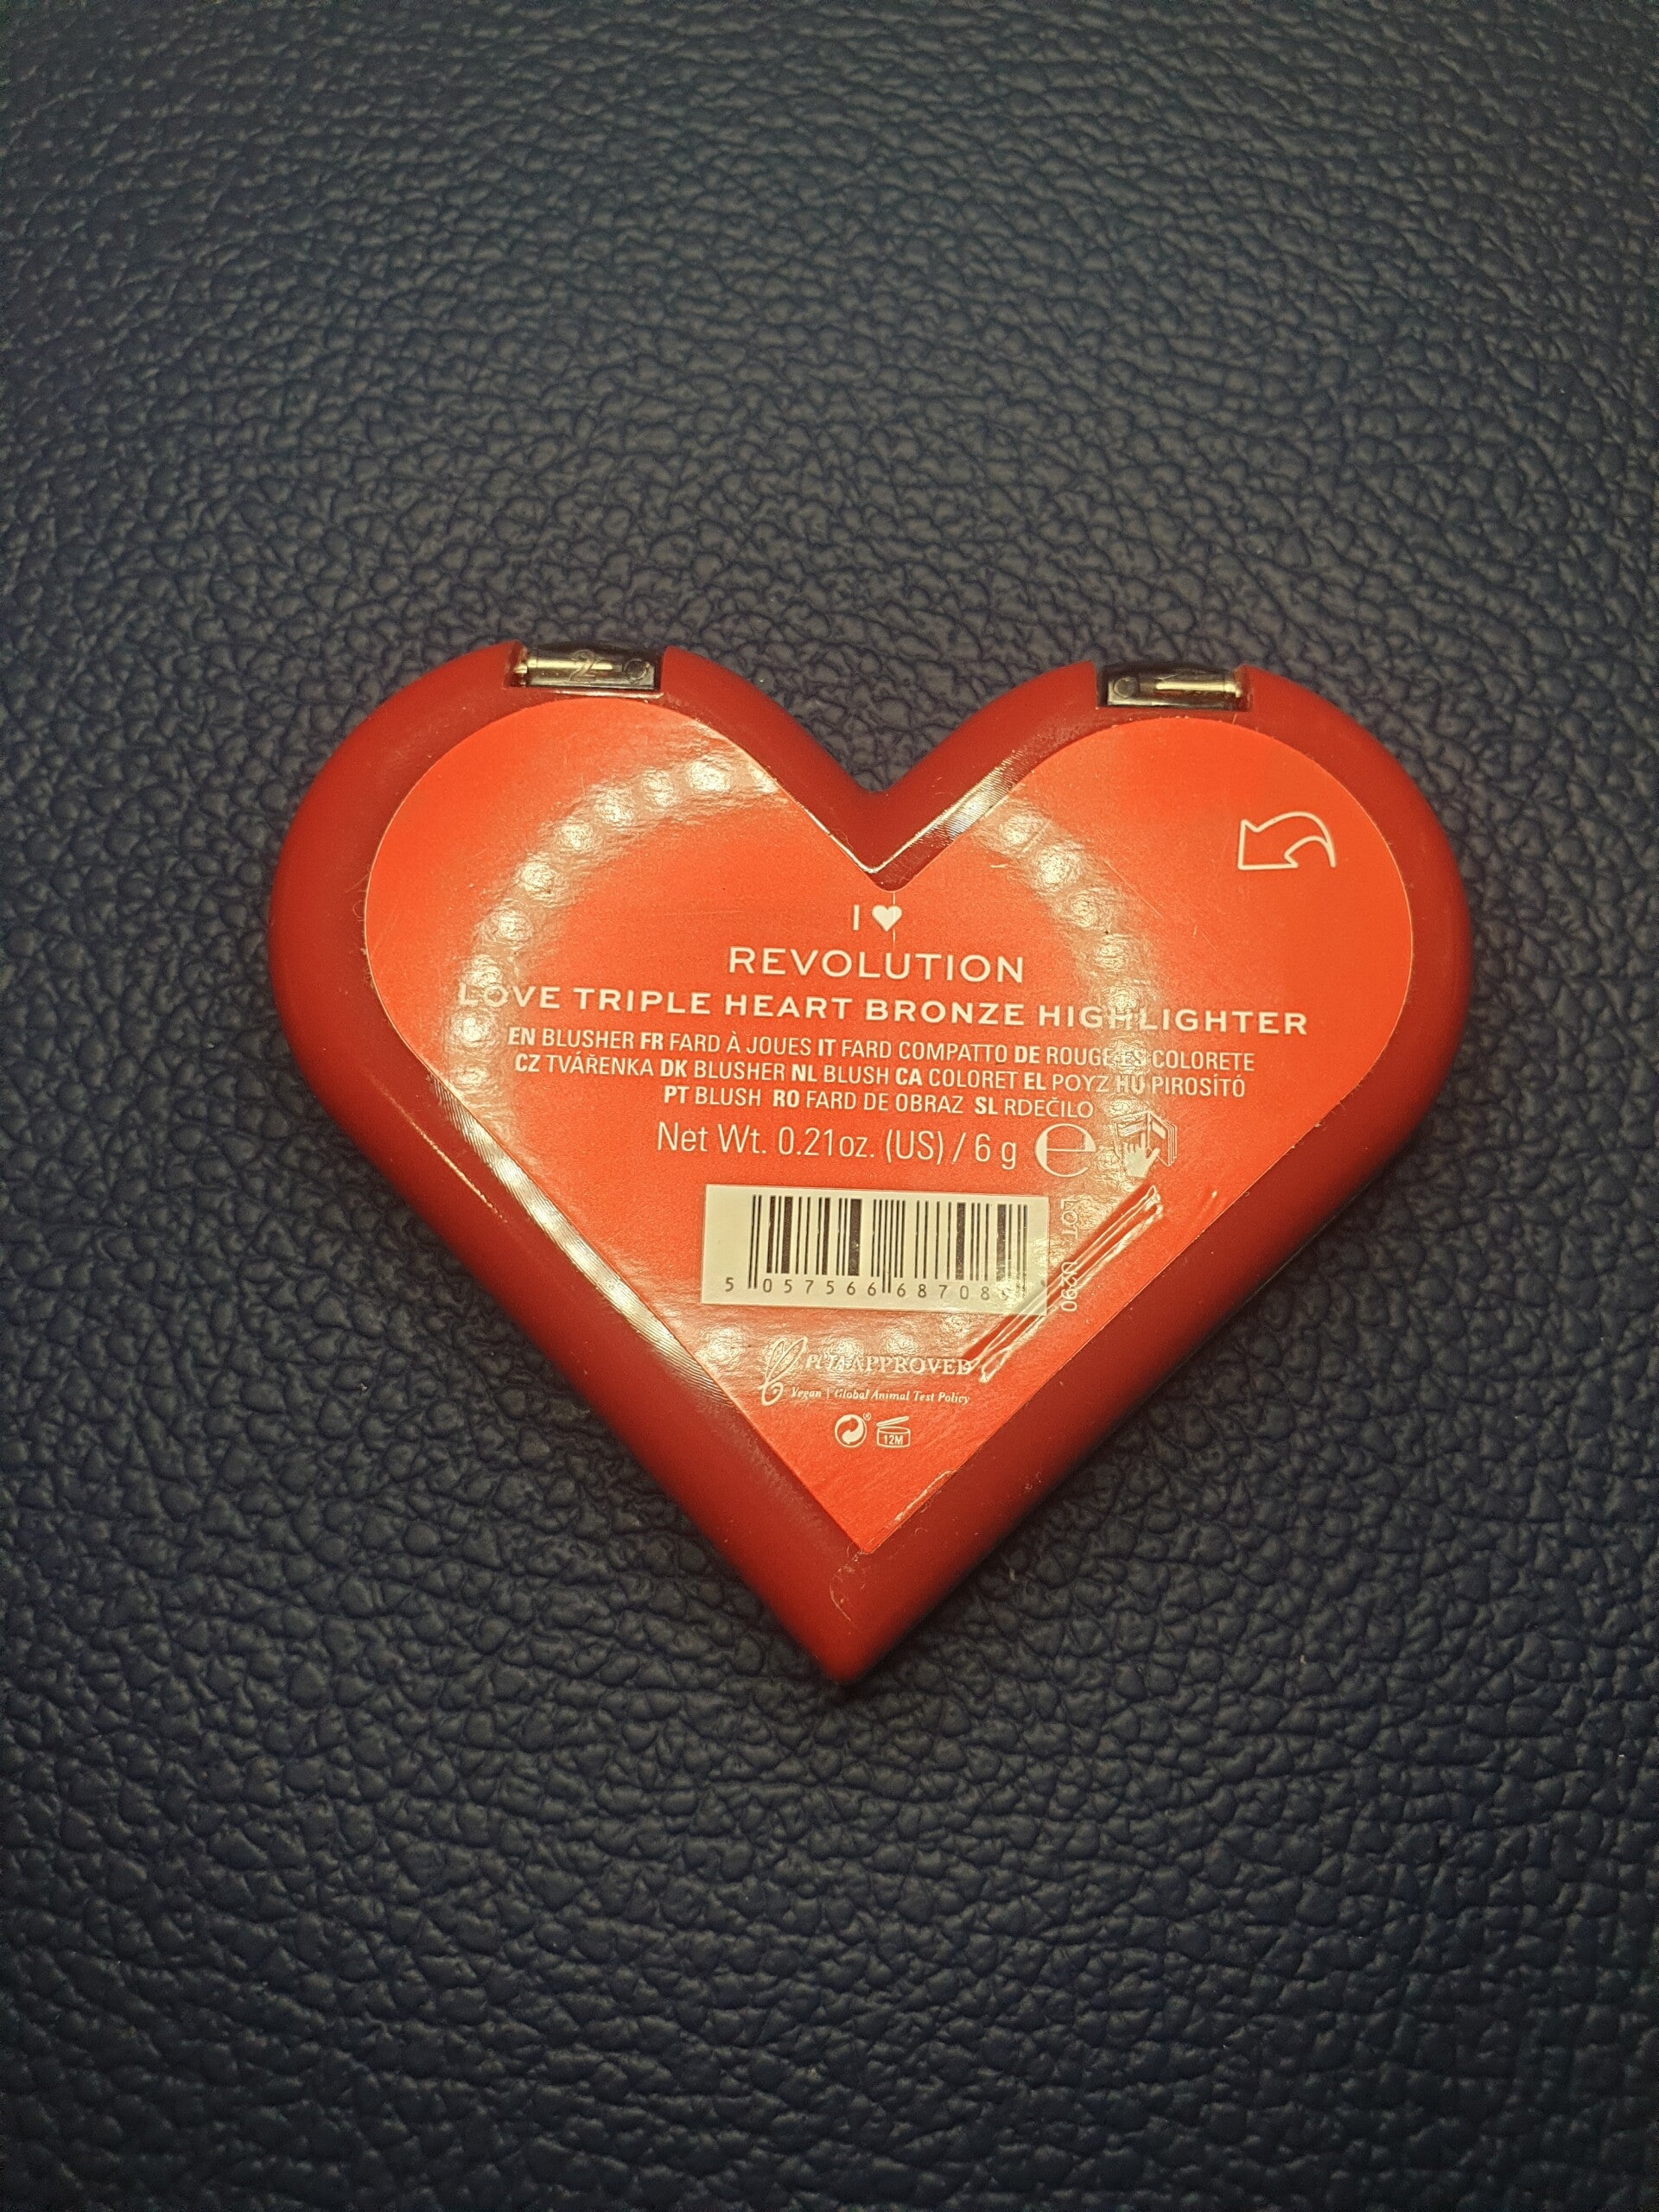 I ♥
REVOLUTION
LOVE TRIPLE HEART BRONZE HIGHLIGHTER
EN BLUSHER FR FARD À JOUES IT FARD COMPATTO DE ROUGE ES COLORETE
CZ TVÁŘENKA DK BLUSHER NL BLUSH CA COLORET EL ΡΟΥΖ HU PIROSÍTÓ
PT BLUSH RO FARD DE OBRAZ SL RDEČILO
Net Wt. 0.21oz. (US) / 6 g ℮
5 057566 68708
LOT
PETA APPROVED
Vegan | Global Animal Test Policy
12M